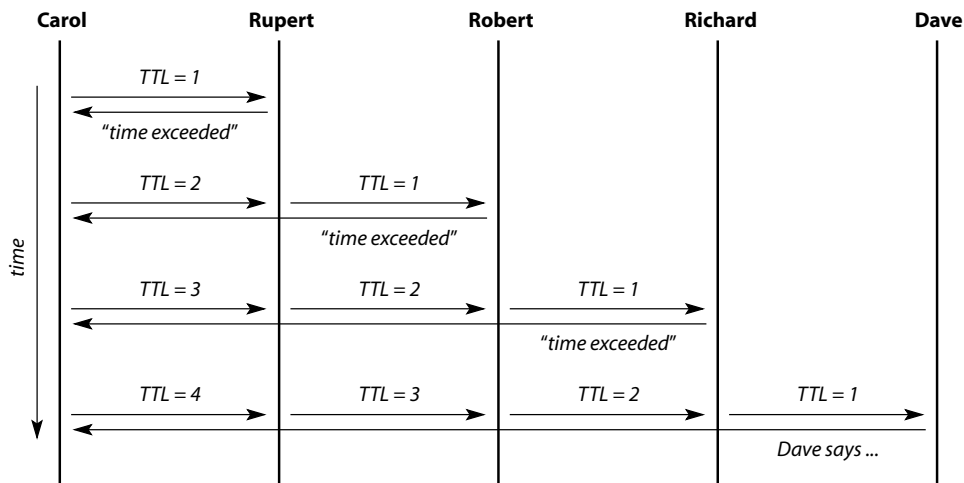 Carol Rupert Robert Richard Dave
TTL = 1
“time exceeded”
TTL = 2 TTL = 1
“time exceeded”
time
TTL = 3 TTL = 2 TTL = 1
“time exceeded”
TTL = 4 TTL = 3 TTL = 2 TTL = 1
Dave says ...